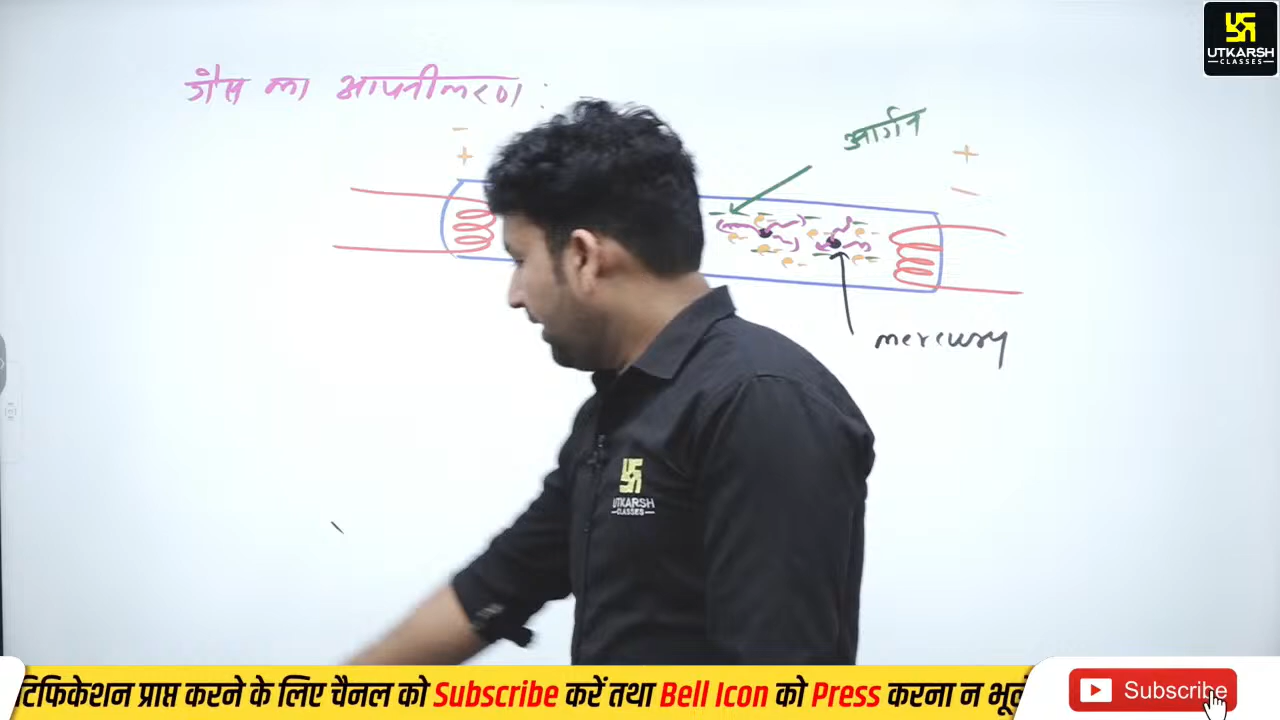 UTKARSH
CLASSES
गैस का आयनीकरण :
आर्गन
- +
+ -
mercury
UTKARSH
CLASSES
टिफिकेशन प्राप्त करने के लिए चैनल को Subscribe करें तथा Bell Icon को Press करना न भूलें
Subscribe